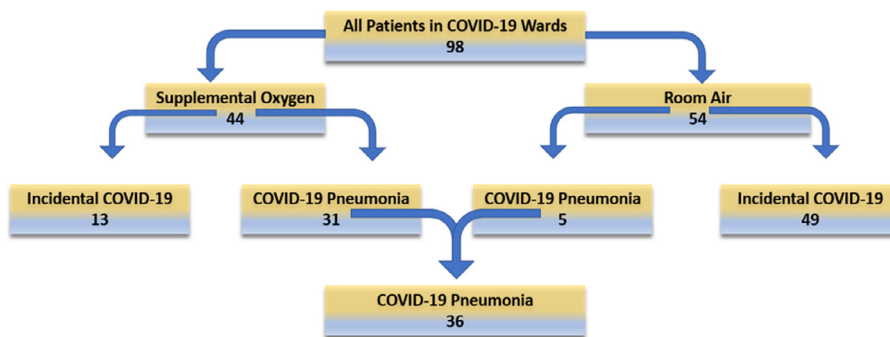 All Patients in COVID-19 Wards
98
Supplemental Oxygen
44
Room Air
54
Incidental COVID-19
13
COVID-19 Pneumonia
31
COVID-19 Pneumonia
5
Incidental COVID-19
49
COVID-19 Pneumonia
36